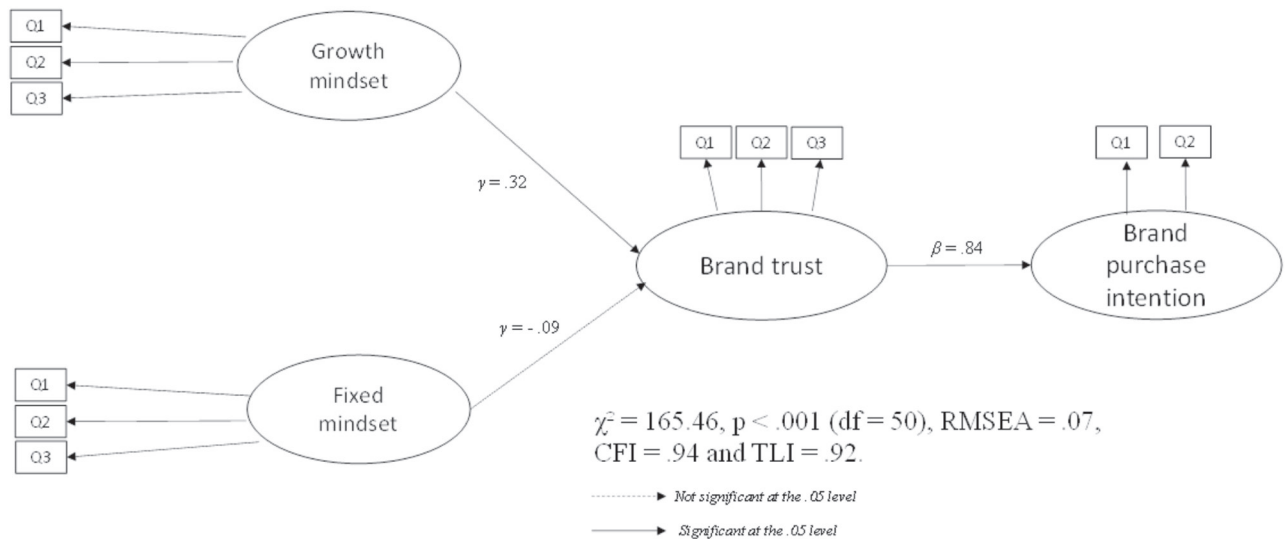 Q1
Q2
Q3
Growth
mindset
γ = .32
Q1
Q2
Q3
Brand trust
β = .84
Q1
Q2
Brand
purchase
intention
γ = - .09
Q1
Q2
Q3
Fixed
mindset
χ² = 165.46, p < .001 (df = 50), RMSEA = .07,
CFI = .94 and TLI = .92.
Not significant at the .05 level
Significant at the .05 level